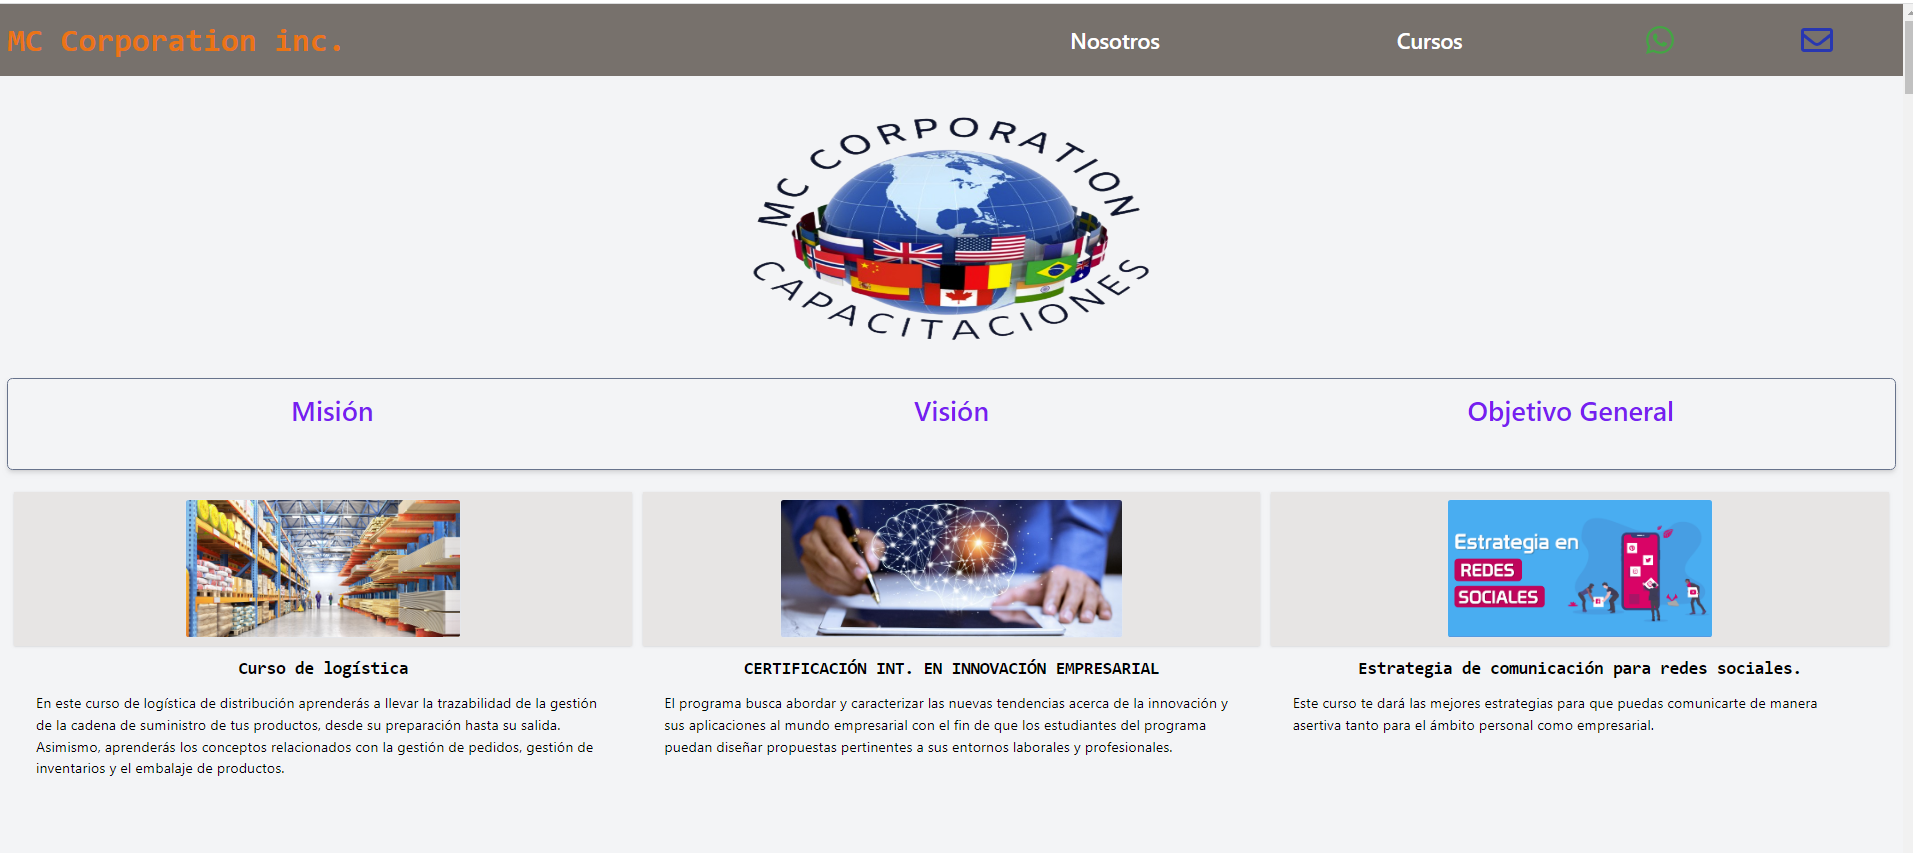 MC Corporation inc.
Nosotros
Cursos
MC CORPORATION
CAPACITACIONES
Misión
Visión
Objetivo General
Estrategia en
REDES
SOCIALES
Curso de logística
En este curso de logística de distribución aprenderás a llevar la trazabilidad de la gestión
de la cadena de suministro de tus productos, desde su preparación hasta su salida.
Asimismo, aprenderás los conceptos relacionados con la gestión de pedidos, gestión de
inventarios y el embalaje de productos.
CERTIFICACIÓN INT. EN INNOVACIÓN EMPRESARIAL
El programa busca abordar y caracterizar las nuevas tendencias acerca de la innovación y
sus aplicaciones al mundo empresarial con el fin de que los estudiantes del programa
puedan diseñar propuestas pertinentes a sus entornos laborales y profesionales.
Estrategia de comunicación para redes sociales.
Este curso te dará las mejores estrategias para que puedas comunicarte de manera
asertiva tanto para el ámbito personal como empresarial.